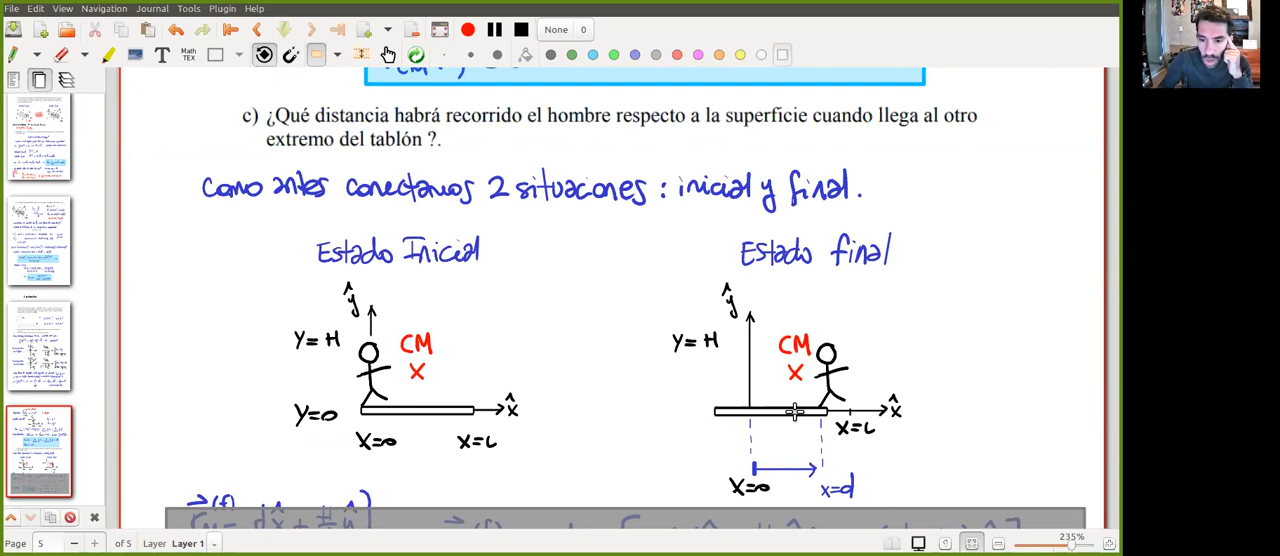 File Edit View Navigation Journal Tools Plugin Help
Math
TEX
None 0
c) ¿Qué distancia habrá recorrido el hombre respecto a la superficie cuando llega al otro
extremo del tablón ?.
Como antes conectamos 2 situaciones : inicial y final.
Estado Inicial
Estado final
ŷ
ŷ
Y = H
CM
X
Y = H
CM
X
Y=0
x̂
x̂
X=0
X=L
X=L
X=0
x=d
Page 5 of 5 Layer Layer 1
235%